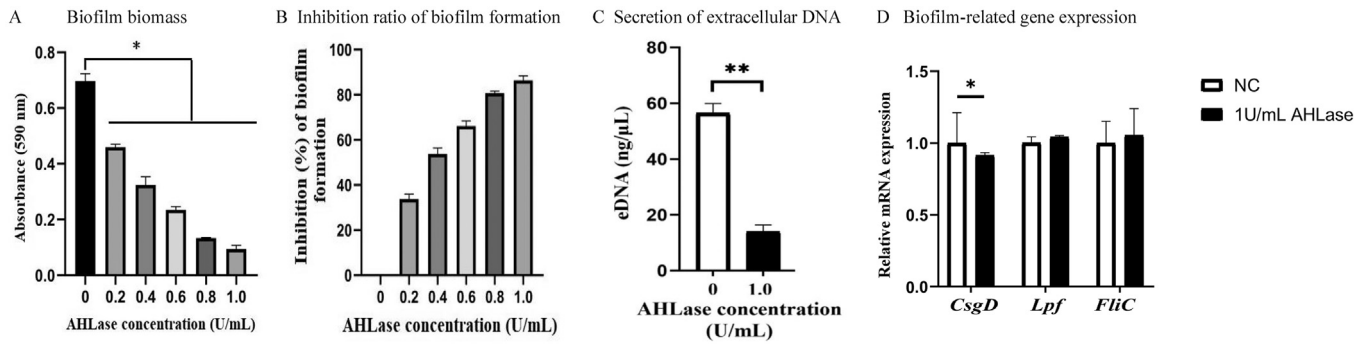 A Biofilm biomass
Absorbance (590 nm)
0.8
0.6
0.4
0.2
0.0
*
0 0.2 0.4 0.6 0.8 1.0
AHLase concentration (U/mL)
B Inhibition ratio of biofilm formation
Inhibition (%) of biofilm
formation
100
80
60
40
20
0
0 0.2 0.4 0.6 0.8 1.0
AHLase concentration (U/mL)
C Secretion of extracellular DNA
eDNA (ng/μL)
80
60
40
20
0
**
0 1.0
AHLase concentration
(U/mL)
D Biofilm-related gene expression
Relative mRNA expression
1.5
1.0
0.5
0.0
*
CsgD Lpf FliC
NC
1U/mL AHLase